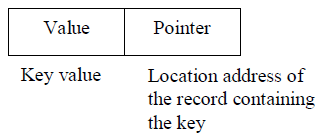 Value Pointer
Key value
Location address of
the record containing
the key